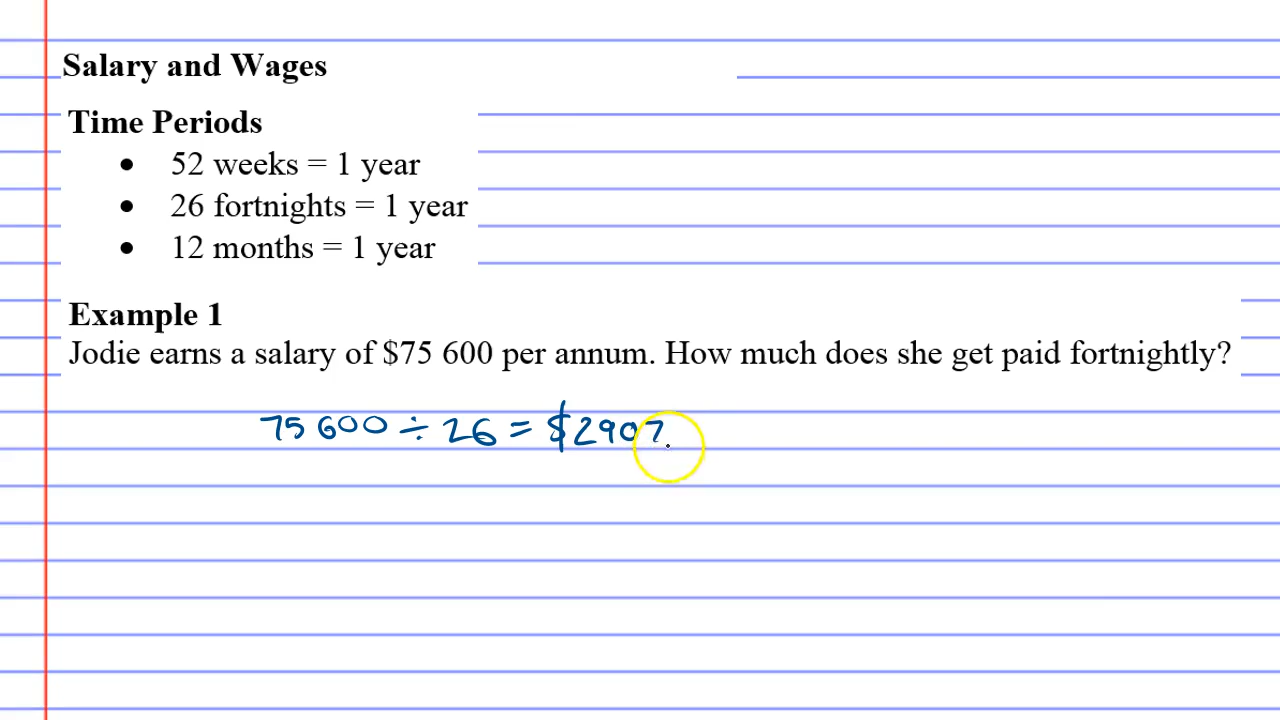 Salary and Wages
Time Periods
• 52 weeks = 1 year
• 26 fortnights = 1 year
• 12 months = 1 year
Example 1
Jodie earns a salary of $75 600 per annum. How much does she get paid fortnightly?
75 600 ÷ 26 = $2907.